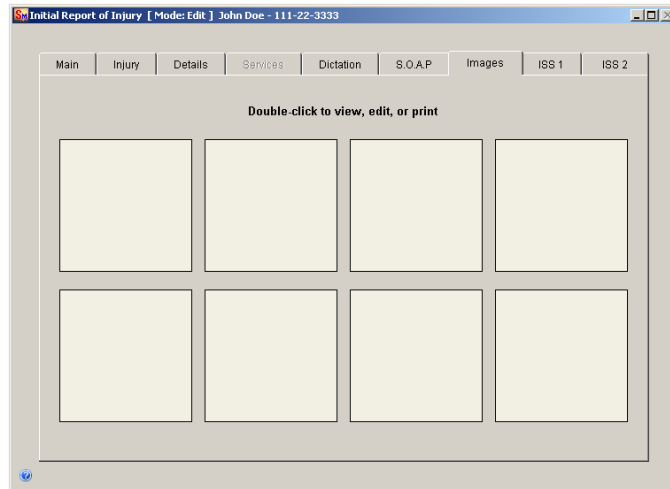 SM Initial Report of Injury [ Mode: Edit ] John Doe - 111-22-3333
Main Injury Details Services Dictation S.O.A.P Images ISS 1 ISS 2
Double-click to view, edit, or print
?